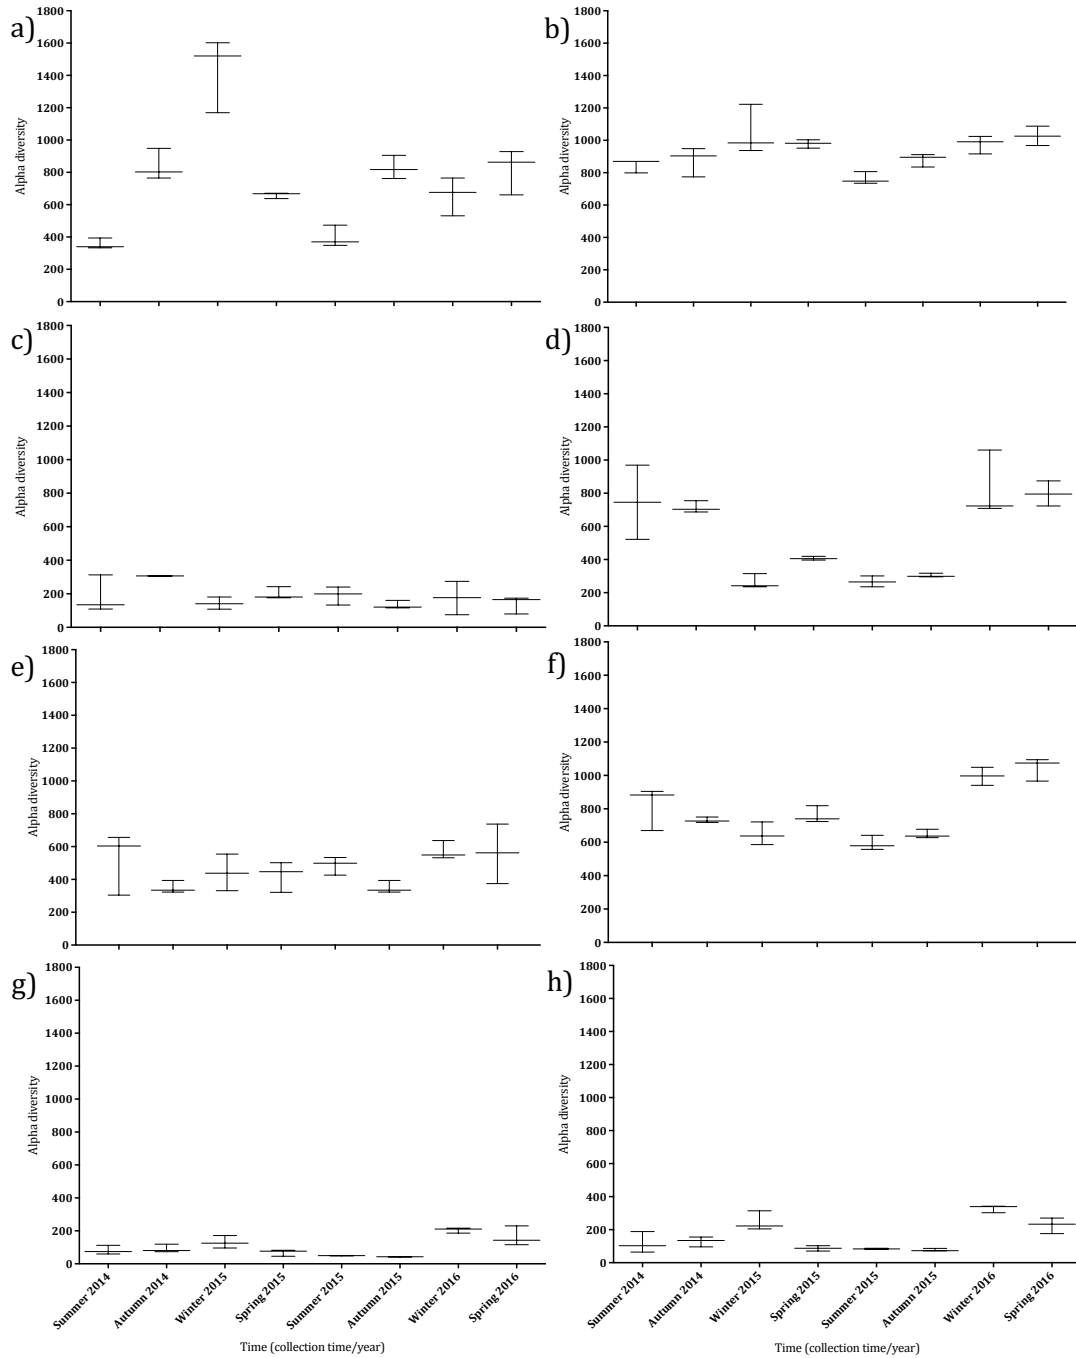 a)
1800
1600
1400
1200
1000
800
600
400
200
0
Alpha diversity
b)
1800
1600
1400
1200
1000
800
600
400
200
0
Alpha diversity
c)
1800
1600
1400
1200
1000
800
600
400
200
0
Alpha diversity
d)
1800
1600
1400
1200
1000
800
600
400
200
0
Alpha diversity
e)
1800
1600
1400
1200
1000
800
600
400
200
0
Alpha diversity
f)
1800
1600
1400
1200
1000
800
600
400
200
0
Alpha diversity
g)
1800
1600
1400
1200
1000
800
600
400
200
0
Alpha diversity
Summer 2014
Autumn 2014
Winter 2015
Spring 2015
Summer 2015
Autumn 2015
Winter 2016
Spring 2016
Time (collection time/year)
h)
1800
1600
1400
1200
1000
800
600
400
200
0
Alpha diversity
Summer 2014
Autumn 2014
Winter 2015
Spring 2015
Summer 2015
Autumn 2015
Winter 2016
Spring 2016
Time (collection time/year)